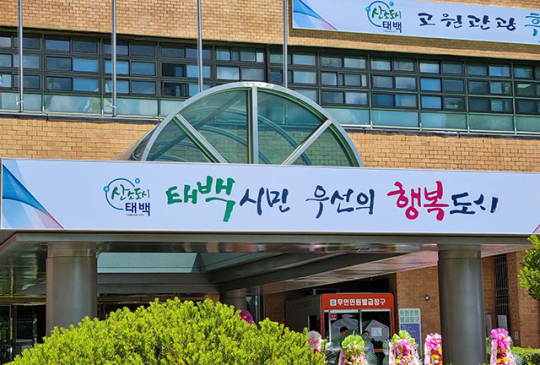 산소도시
태백
고원관광 휴
산소도시
태백
태백 시민 우선의 행복도시
무인민원발급창구